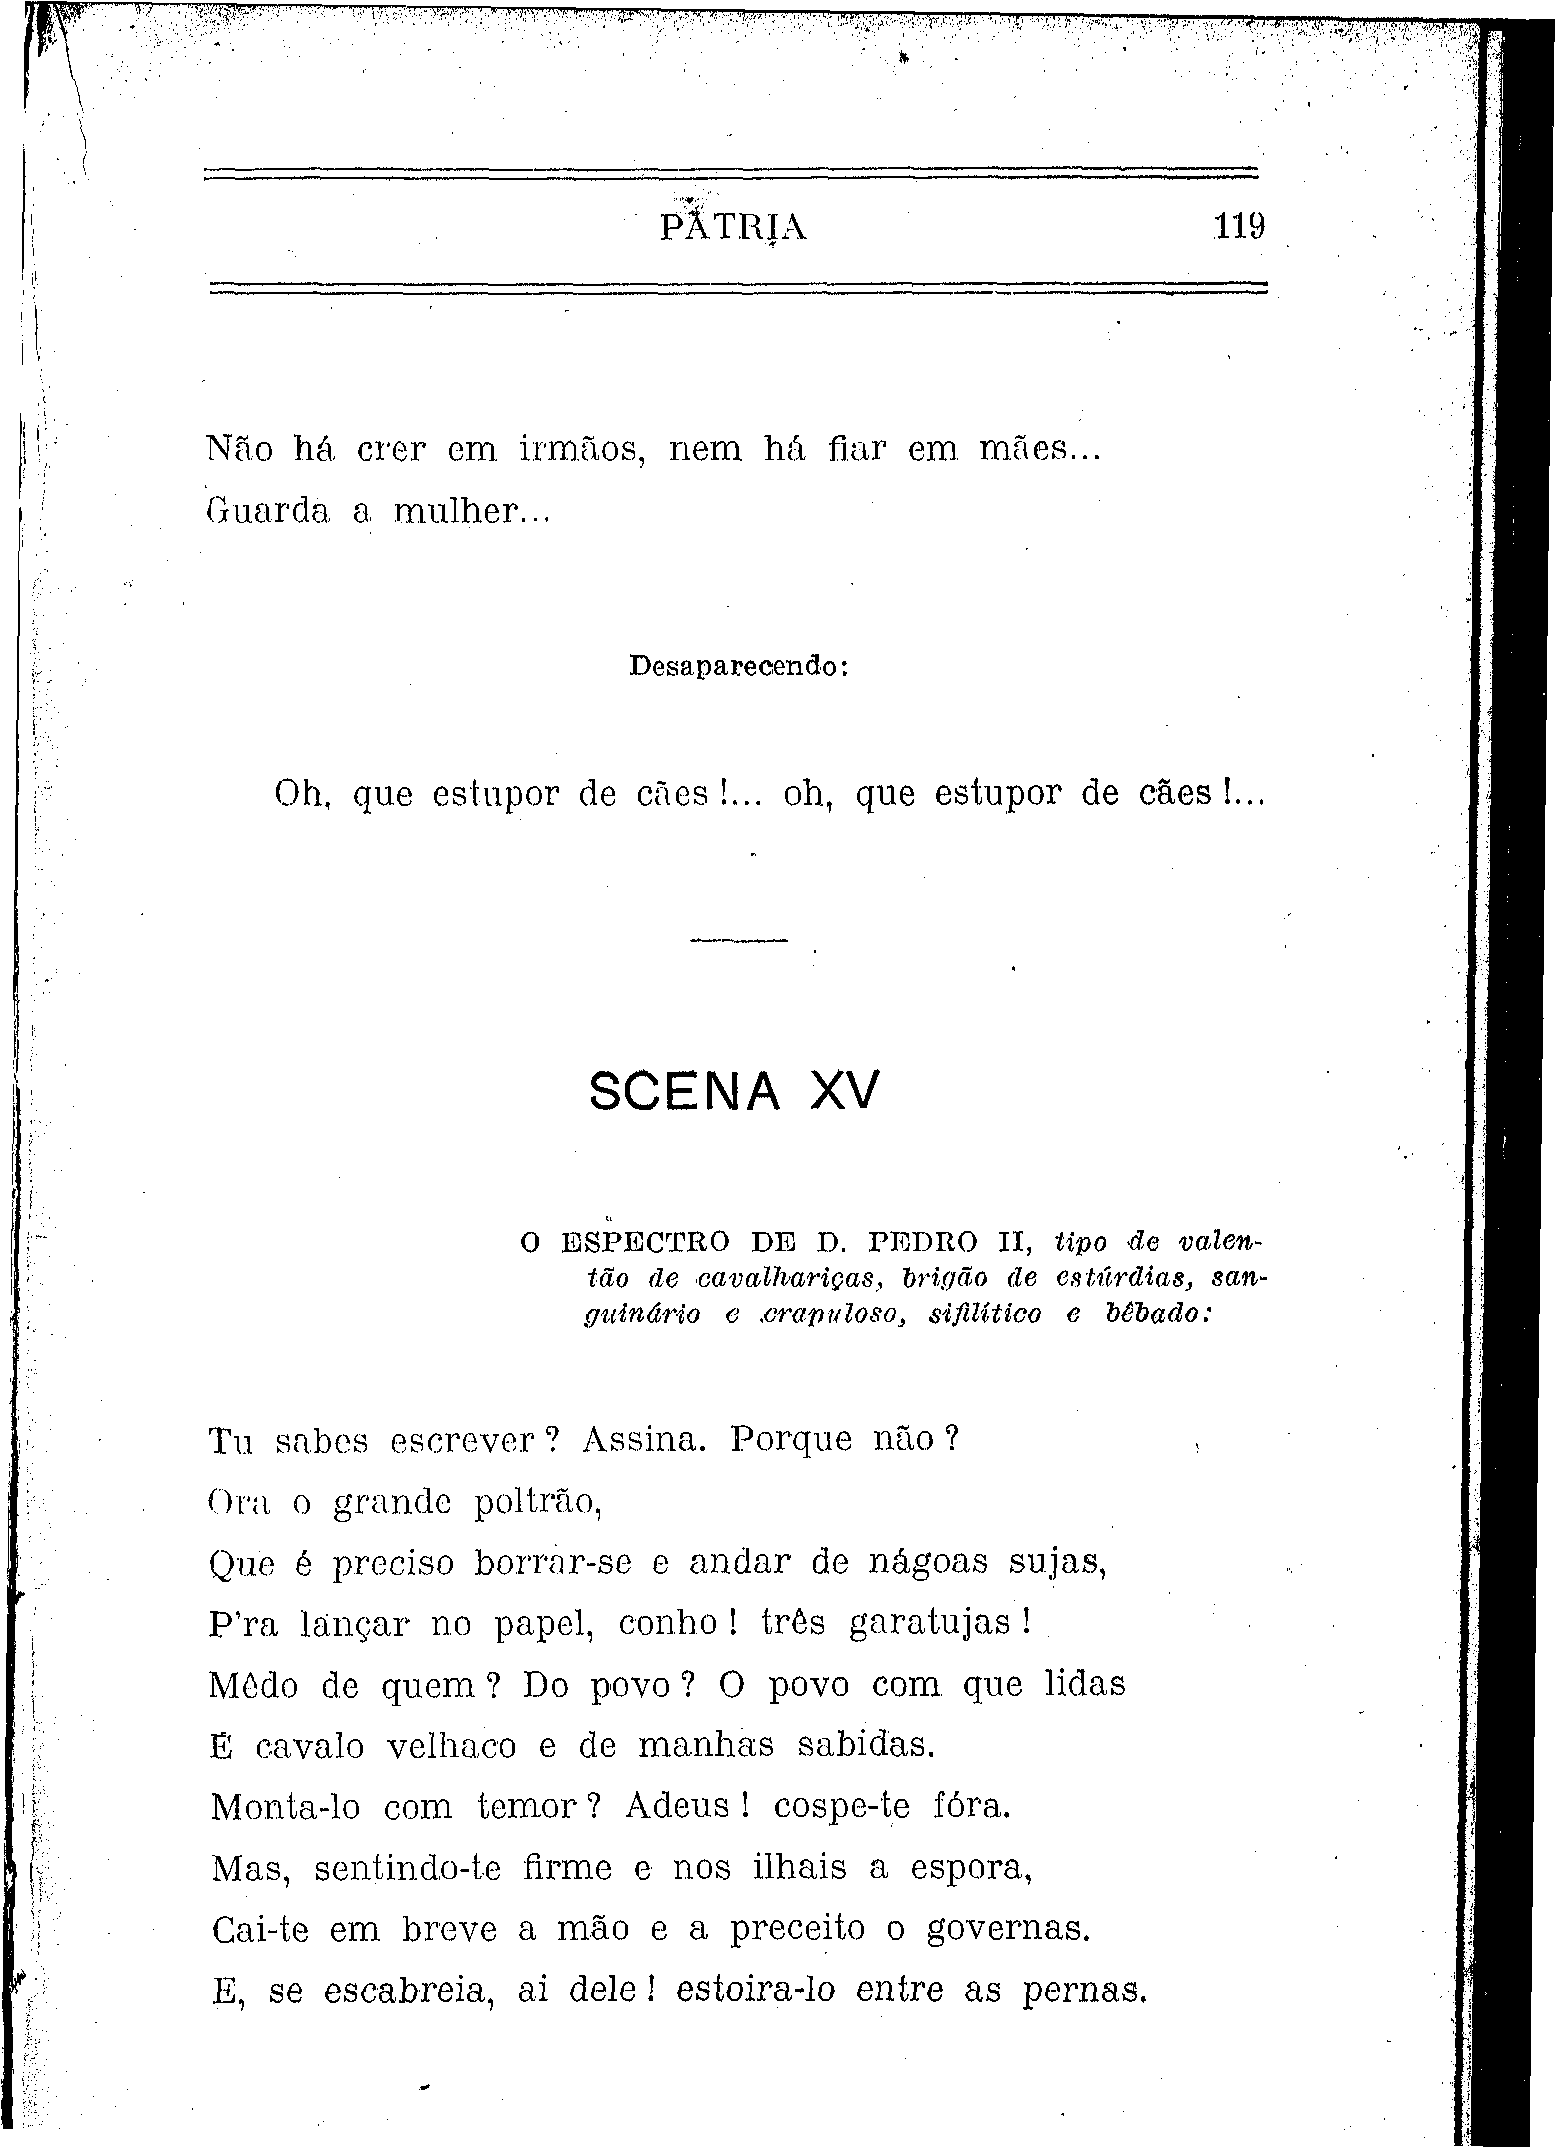 PÁTRIA 119
Não há crer em irmãos, nem há fiar em mães...
Guarda a mulher...
Desaparecendo:
Oh, que estupor de cães!... oh, que estupor de cães!...
SCENA XV
O ESPECTRO DE D. PEDRO II, tipo de valen-
tão de cavalhariças, brigão de estúrdias, san-
guinário e crapuloso, sifilítico e bêbado:
Tu sabes escrever? Assina. Porque não?
Ora o grande poltrão,
Que é preciso borrar-se e andar de nágoas sujas,
P'ra lançar no papel, conho! três garatujas!
Mêdo de quem? Do povo? O povo com que lidas
É cavalo velhaco e de manhas sabidas.
Monta-lo com temor? Adeus! cospe-te fóra.
Mas, sentindo-te firme e nos ilhais a espora,
Cai-te em breve a mão e a preceito o governas.
E, se escabreia, ai dele! estoira-lo entre as pernas.